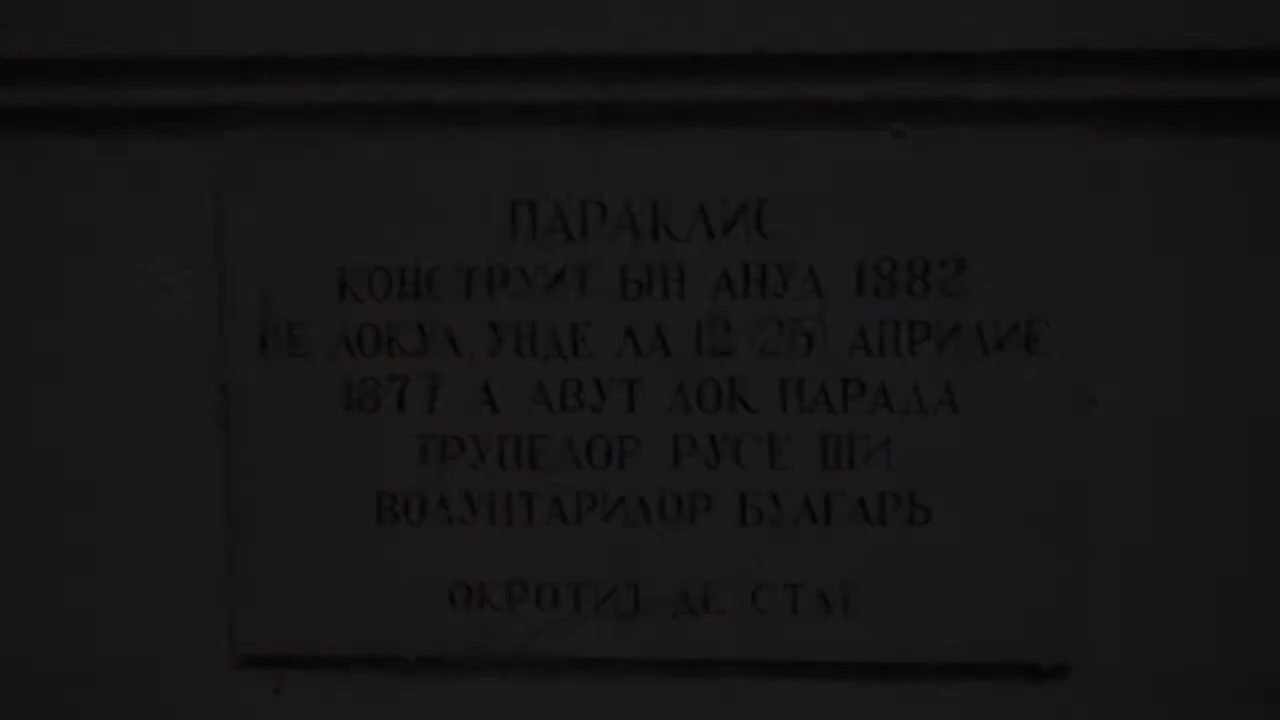 ПАРАКЛИС
КОНСТРУИТ ЫН АНУЛ 1882
ПЕ ЛОКУЛ, УНДЕ ЛА 12 (25) АПРИЛИЕ
1877 А АВУТ ЛОК ПАРАДА
ТРУПЕЛОР РУСЕ ШИ
ВОЛУНТАРИЛОР БУЛГАРЬ
ОКРОТИТ ДЕ СТАТ